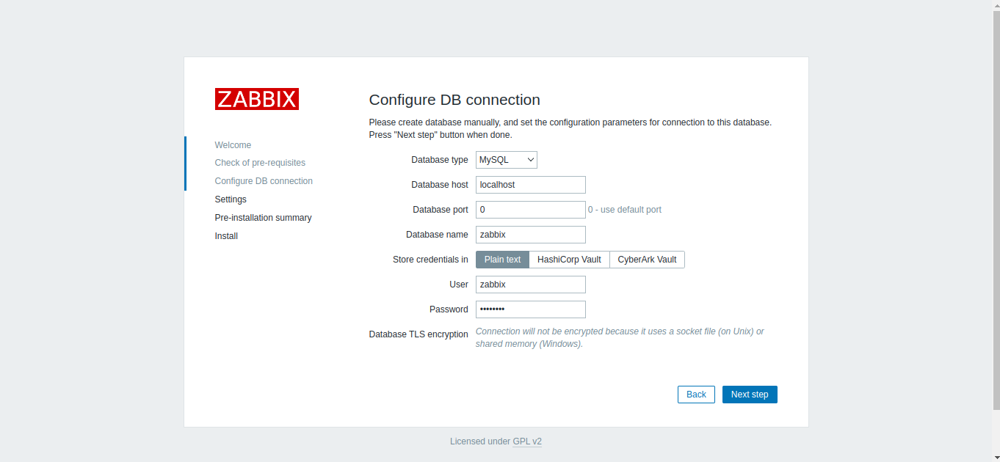 ZABBIX
Welcome
Check of pre-requisites
Configure DB connection
Settings
Pre-installation summary
Install
Configure DB connection
Please create database manually, and set the configuration parameters for connection to this database.
Press "Next step" button when done.
Database type MySQL
Database host localhost
Database port 0 0 - use default port
Database name zabbix
Store credentials in Plain text HashiCorp Vault CyberArk Vault
User zabbix
Password ••••••••
Database TLS encryption Connection will not be encrypted because it uses a socket file (on Unix) or
shared memory (Windows).
Back Next step
Licensed under GPL v2